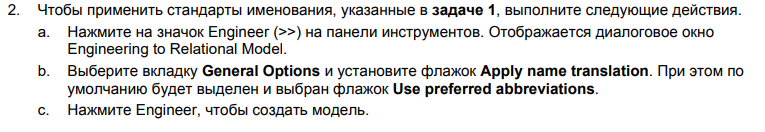 2. Чтобы применить стандарты именования, указанные в задаче 1, выполните следующие действия.
a. Нажмите на значок Engineer (>>) на панели инструментов. Отображается диалоговое окно
Engineering to Relational Model.
b. Выберите вкладку General Options и установите флажок Apply name translation. При этом по
умолчанию будет выделен и выбран флажок Use preferred abbreviations.
c. Нажмите Engineer, чтобы создать модель.